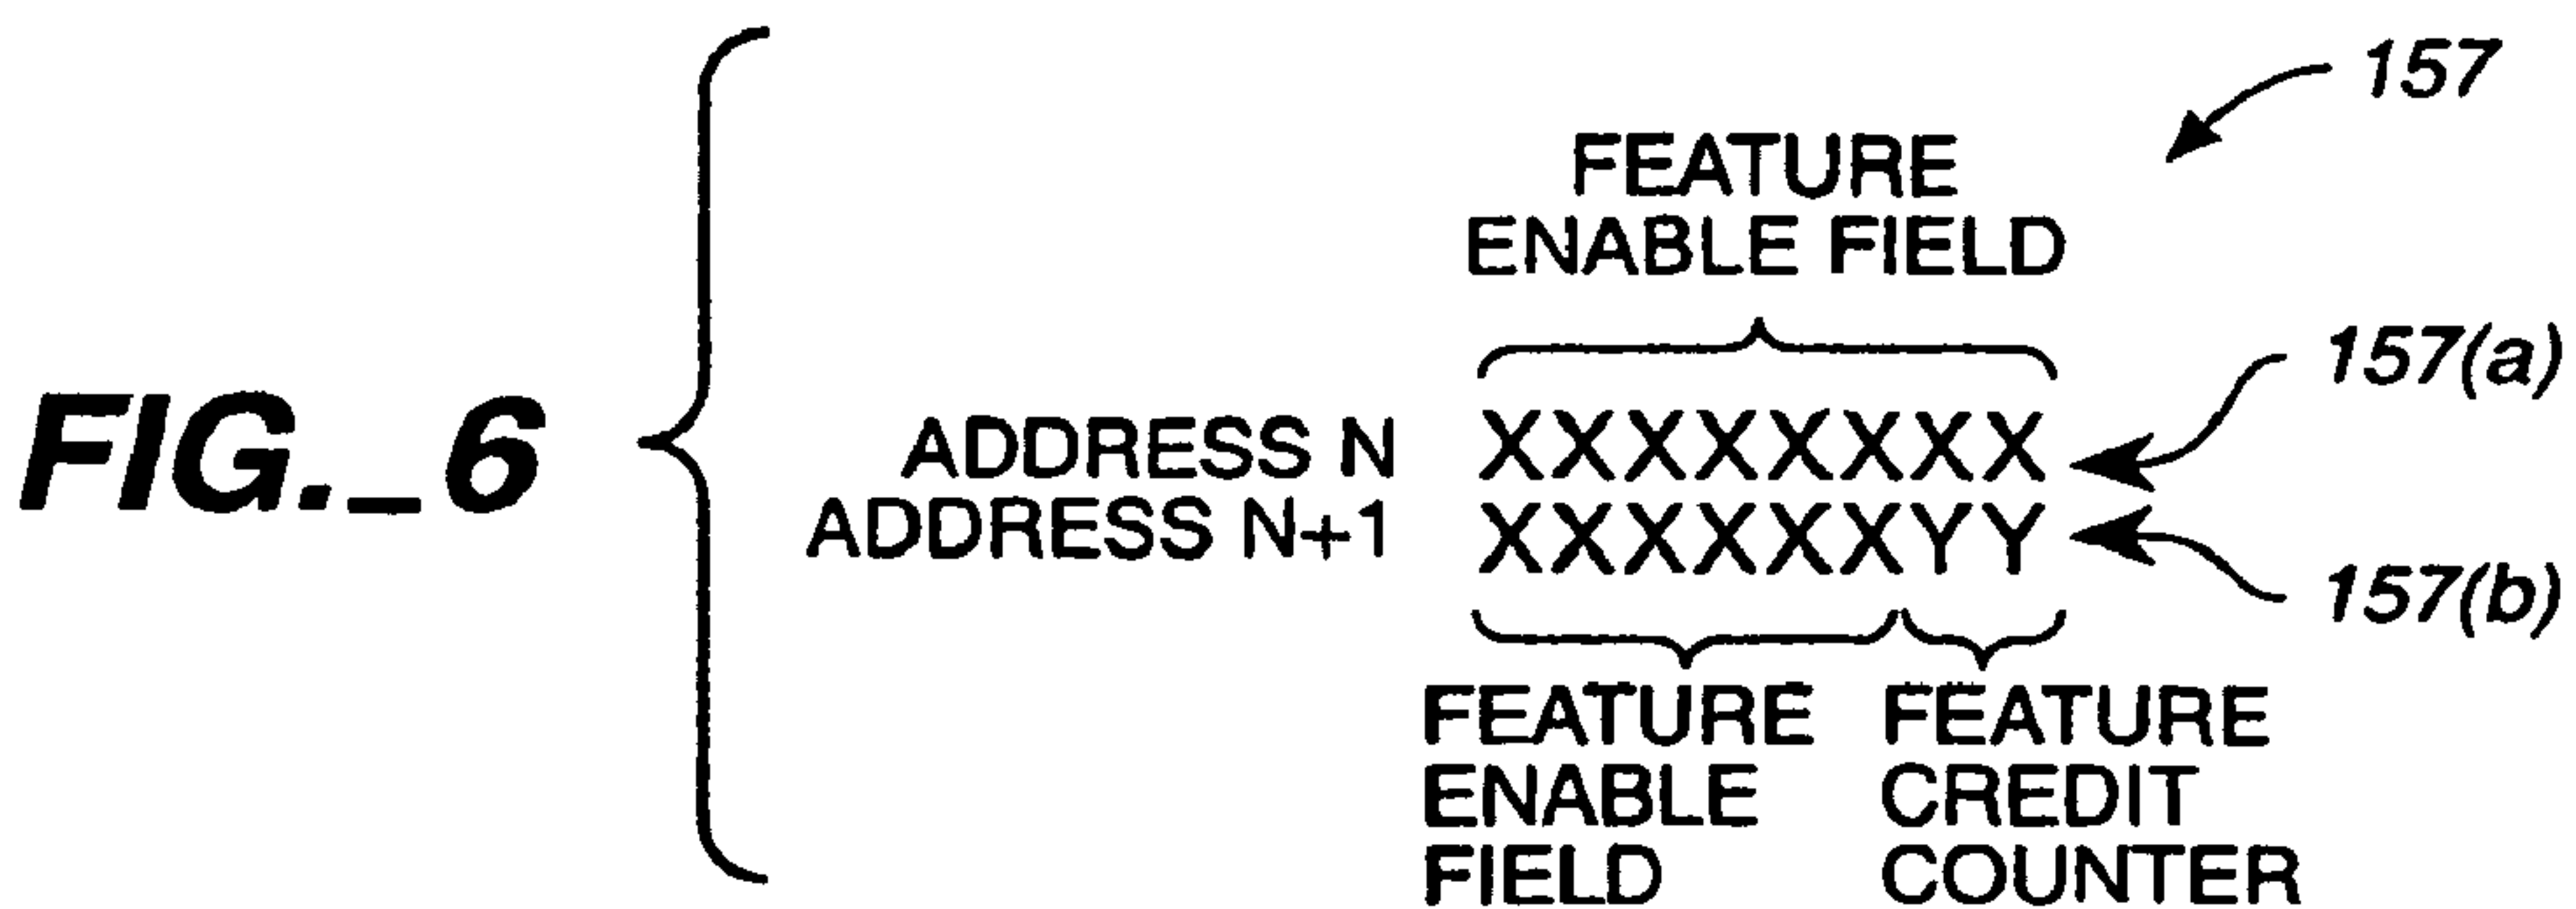 157
FEATURE
ENABLE FIELD
157(a)
FIG._6
ADDRESS N XXXXXXXX
ADDRESS N+1 XXXXXXYY
157(b)
FEATURE ENABLE FIELD
FEATURE CREDIT COUNTER